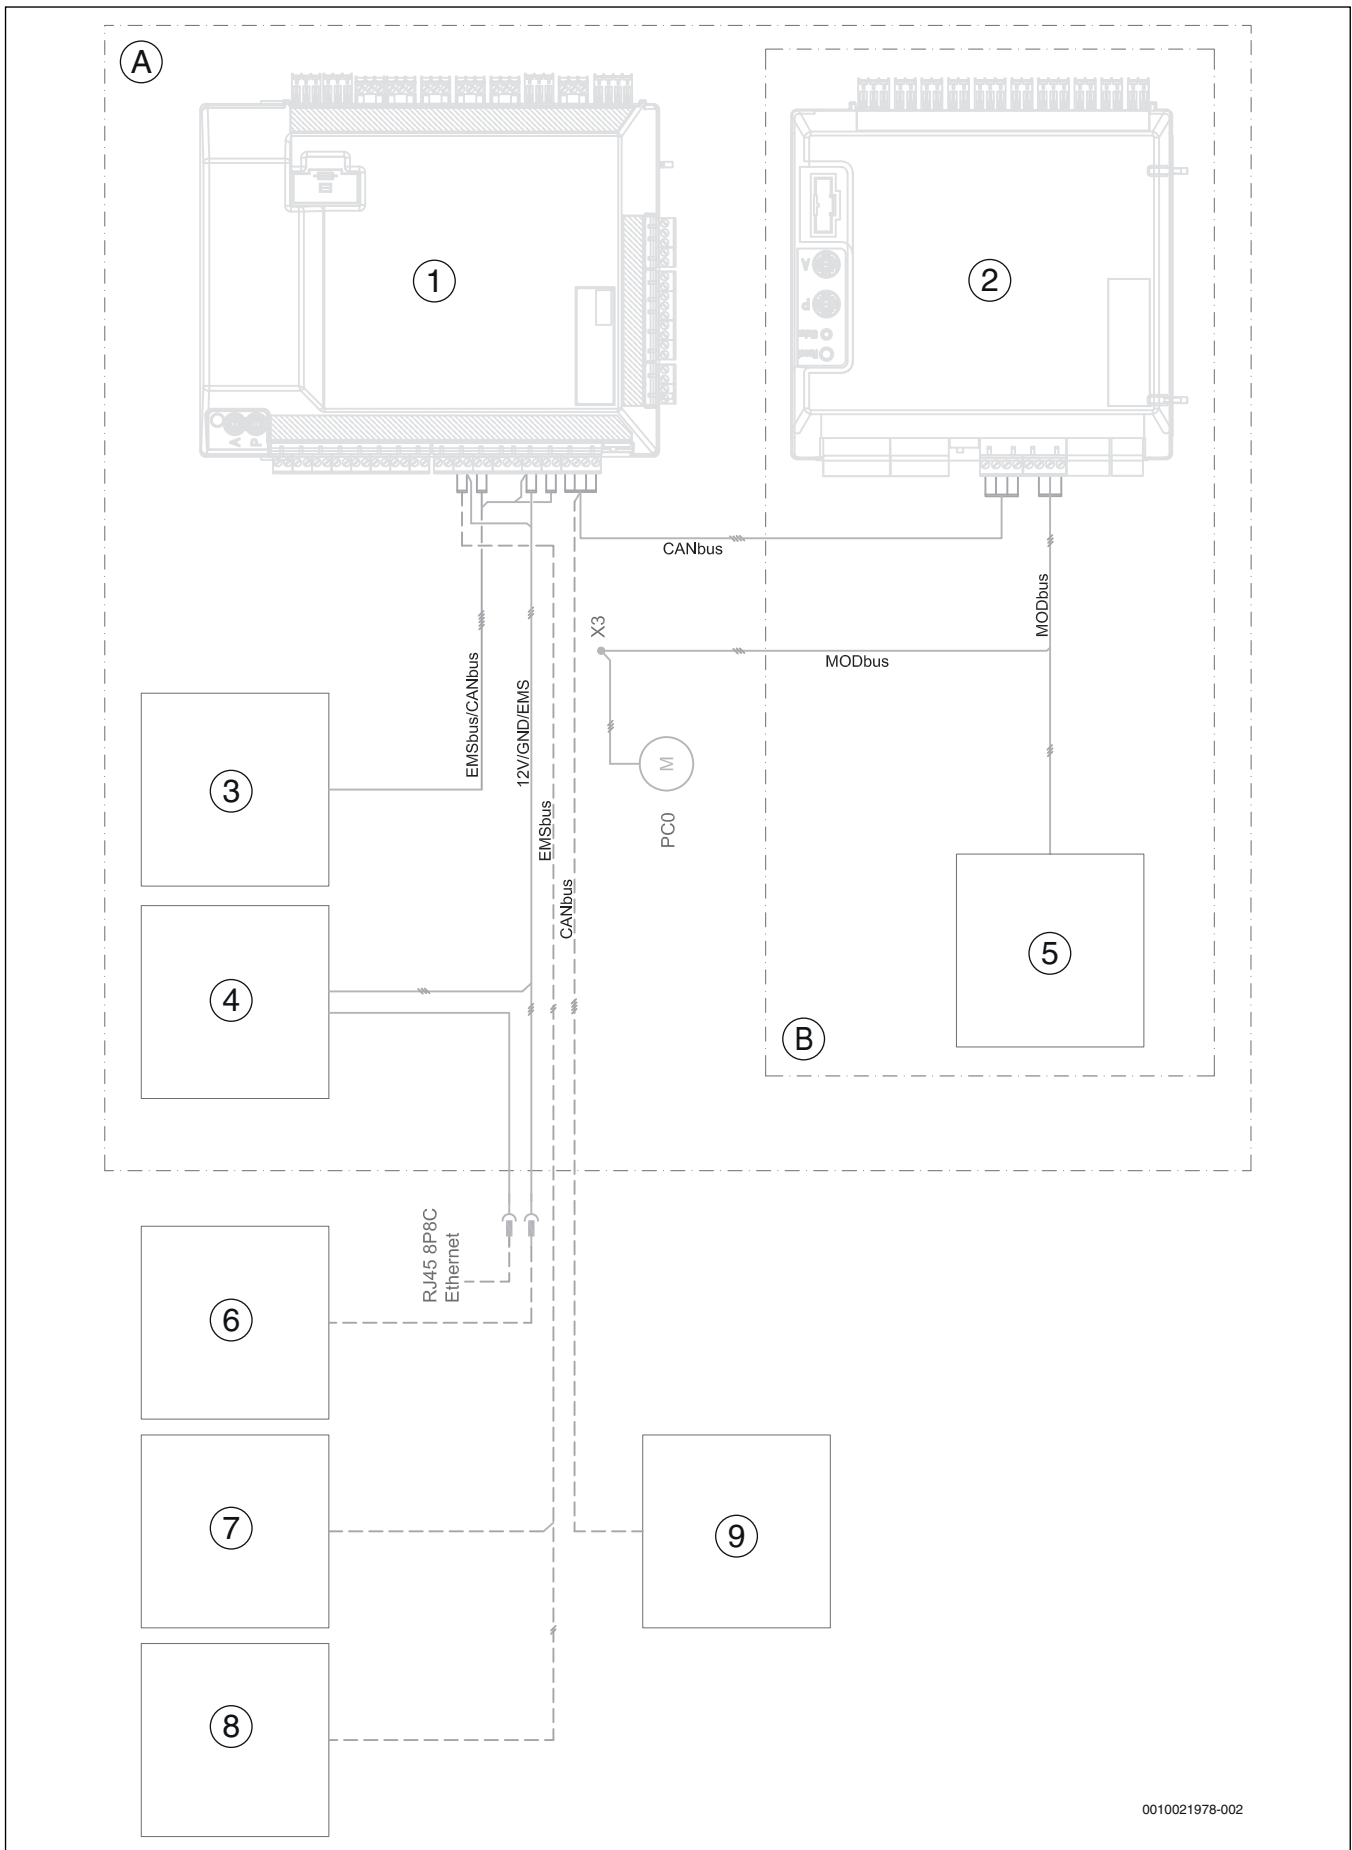 A
1
2
A
P
A
P
CANbus
MODbus
X3
MODbus
EMSbus/CANbus
12V/GND/EMS
3
M
PC0
EMSbus
CANbus
4
5
B
RJ45 8P8C
Ethernet
6
7
9
8
0010021978-002